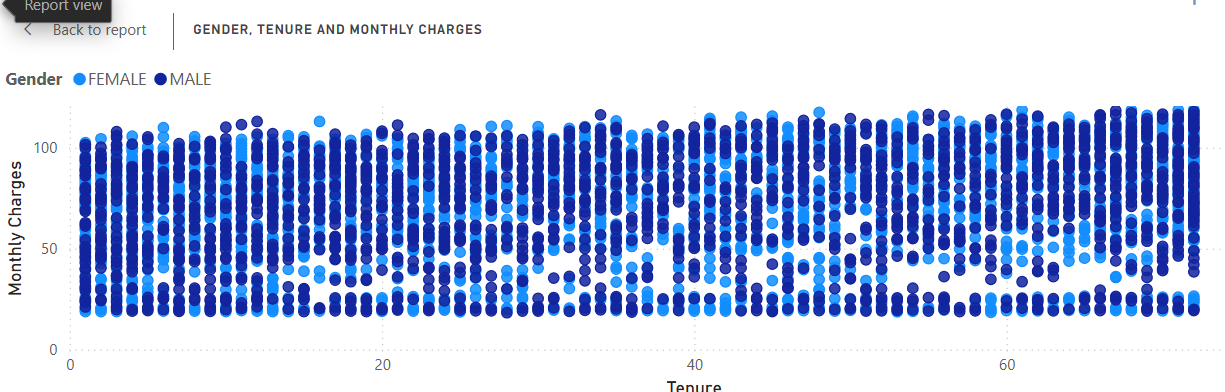 Report view
Back to report
GENDER, TENURE AND MONTHLY CHARGES
Gender FEMALE MALE
Monthly Charges
100
50
0
0 20 40 60
Tenure